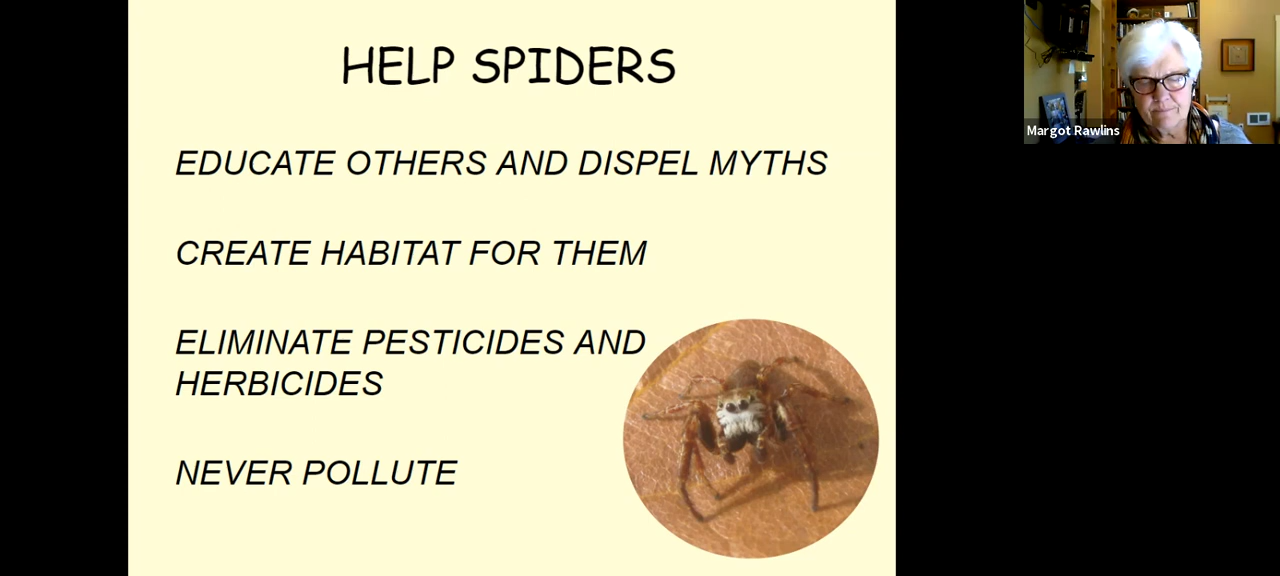 HELP SPIDERS
EDUCATE OTHERS AND DISPEL MYTHS
CREATE HABITAT FOR THEM
ELIMINATE PESTICIDES AND
HERBICIDES
NEVER POLLUTE
Margot Rawlins